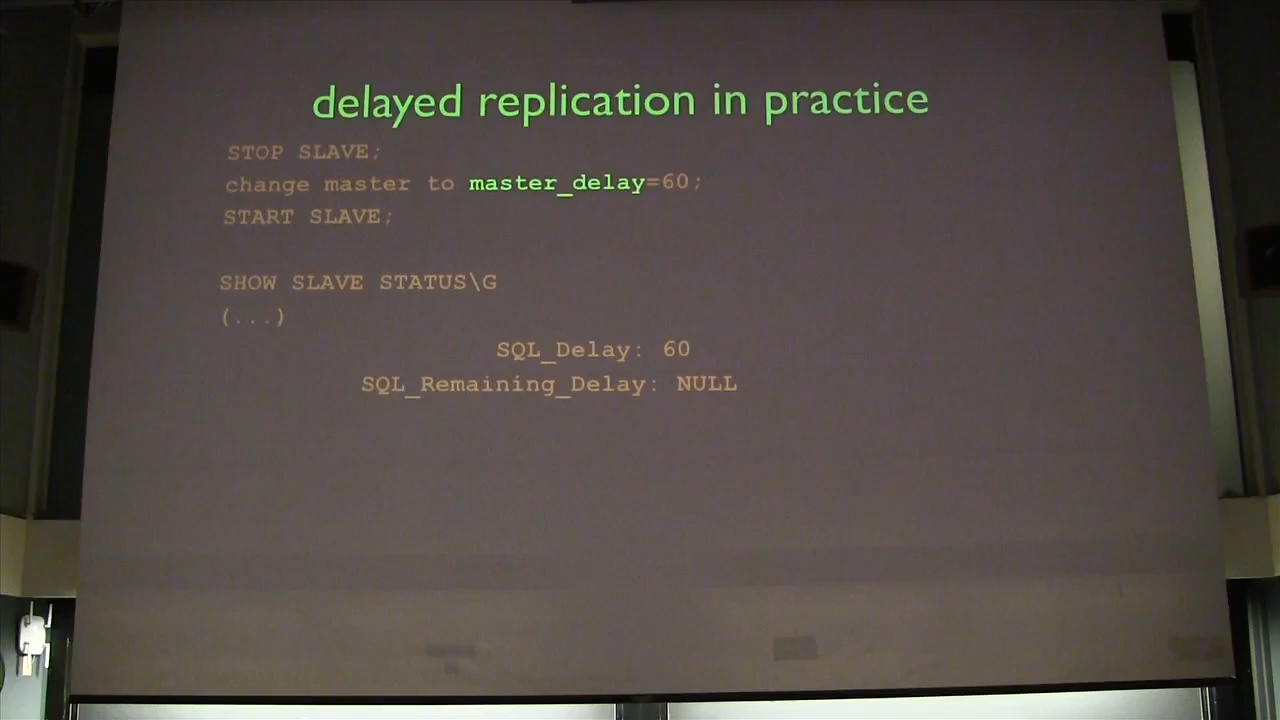 delayed replication in practice
STOP SLAVE;
change master to master_delay=60;
START SLAVE;
SHOW SLAVE STATUS\G
(...)
SQL_Delay: 60
SQL_Remaining_Delay: NULL